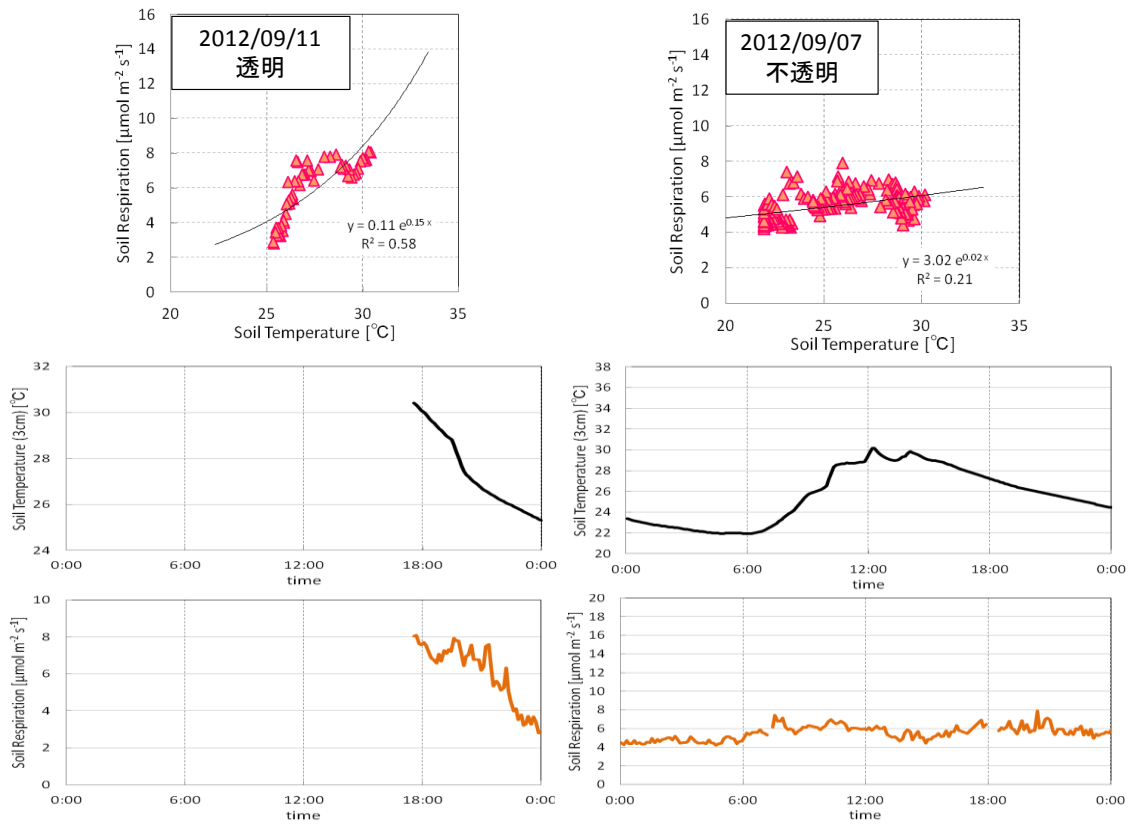 2012/09/11
透明
Soil Respiration [µmol m⁻² s⁻¹]
16
14
12
10
8
6
4
2
0
y = 0.11 e^0.15 x
R² = 0.58
20 25 30 35
Soil Temperature [℃]
2012/09/07
不透明
Soil Respiration [µmol m⁻² s⁻¹]
16
14
12
10
8
6
4
2
0
y = 3.02 e^0.02 x
R² = 0.21
20 25 30 35
Soil Temperature [℃]
Soil Temperature (3cm) [℃]
32
30
28
26
24
0:00 6:00 12:00 18:00 0:00
time
Soil Temperature (3cm) [℃]
38
36
34
32
30
28
26
24
22
20
0:00 6:00 12:00 18:00 0:00
time
Soil Respiration [µmol m⁻² s⁻¹]
10
8
6
4
2
0
0:00 6:00 12:00 18:00 0:00
time
Soil Respiration [µmol m⁻² s⁻¹]
20
18
16
14
12
10
8
6
4
2
0
0:00 6:00 12:00 18:00 0:00
time